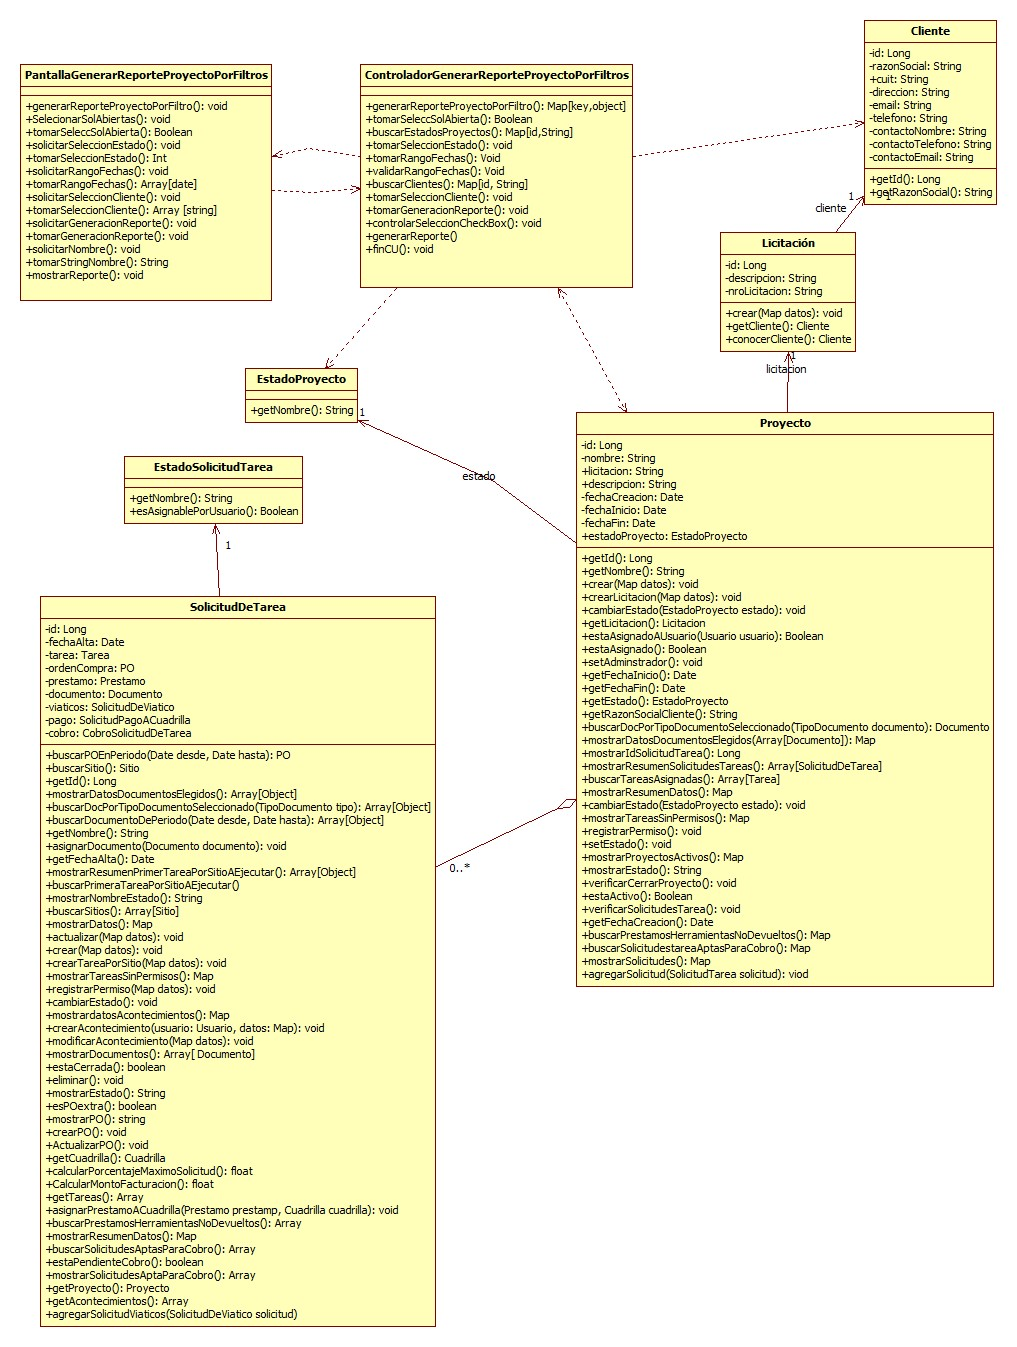 PantallaGenerarReporteProyectoPorFiltros
+generarReporteProyectoPorFiltro(): void
+SelecionarSolAbiertas(): void
+tomarSeleccSolAbierta(): Boolean
+solicitarSeleccionEstado(): void
+tomarSeleccionEstado(): Int
+solicitarRangoFechas(): void
+tomarRangoFechas(): Array[date]
+solicitarSeleccionCliente(): void
+tomarSeleccionCliente(): Array [string]
+solicitarGeneracionReporte(): void
+tomarGeneracionReporte(): void
+solicitarNombre(): void
+tomarStringNombre(): String
+mostrarReporte(): void
ControladorGenerarReporteProyectoPorFiltros
+generarReporteProyectoPorFiltro(): Map[key,object]
+tomarSeleccSolAbierta(): Boolean
+buscarEstadosProyectos(): Map[id,String]
+tomarSeleccionEstado(): void
+tomarRangoFechas(): Void
+validarRangoFechas(): Void
+buscarClientes(): Map[id, String]
+tomarSeleccionCliente(): void
+tomarGeneracionReporte(): void
+controlarSeleccionCheckBox(): void
+generarReporte()
+finCU(): void
Cliente
-id: Long
-razonSocial: String
+cuit: String
-direccion: String
-email: String
-telefono: String
-contactoNombre: String
-contactoTelefono: String
-contactoEmail: String
+getId(): Long
+getRazonSocial(): String
1
1
cliente
Licitación
-id: Long
-descripcion: String
-nroLicitacion: String
+crear(Map datos): void
+getCliente(): Cliente
+conocerCliente(): Cliente
1
licitacion
EstadoProyecto
+getNombre(): String
1
estado
EstadoSolicitudTarea
+getNombre(): String
+esAsignablePorUsuario(): Boolean
1
Proyecto
-id: Long
-nombre: String
+licitacion: String
+descripcion: String
-fechaCreacion: Date
-fechaInicio: Date
-fechaFin: Date
+estadoProyecto: EstadoProyecto
+getId(): Long
+getNombre(): String
+crear(Map datos): void
+crearLicitacion(Map datos): void
+cambiarEstado(EstadoProyecto estado): void
+getLicitacion(): Licitacion
+estaAsignadoAUsuario(Usuario usuario): Boolean
+estaAsignado(): Boolean
+setAdminstrador(): void
+getFechaInicio(): Date
+getFechaFin(): Date
+getEstado(): EstadoProyecto
+getRazonSocialCliente(): String
+buscarDocPorTipoDocumentoSeleccionado(TipoDocumento documento): Documento
+mostrarDatosDocumentosElegidos(Array[Documento]): Map
+mostrarIdSolicitudTarea(): Long
+mostrarResumenSolicitudesTareas(): Array[SolicitudDeTarea]
+buscarTareasAsignadas(): Array[Tarea]
+mostrarResumenDatos(): Map
+cambiarEstado(EstadoProyecto estado): void
+mostrarTareasSinPermisos(): Map
+registrarPermiso(): void
+setEstado(): void
+mostrarProyectosActivos(): Map
+mostrarEstado(): String
+verificarCerrarProyecto(): void
+estaActivo(): Boolean
+verificarSolicitudesTarea(): void
+getFechaCreacion(): Date
+buscarPrestamosHerramientasNoDevueltos(): Map
+buscarSolicitudestareaAptasParaCobro(): Map
+mostrarSolicitudes(): Map
+agregarSolicitud(SolicitudTarea solicitud): viod
0..*
SolicitudDeTarea
-id: Long
-fechaAlta: Date
-tarea: Tarea
-ordenCompra: PO
-prestamo: Prestamo
-documento: Documento
-viaticos: SolicitudDeViatico
-pago: SolicitudPagoACuadrilla
-cobro: CobroSolicitudDeTarea
+buscarPOEnPeriodo(Date desde, Date hasta): PO
+buscarSitio(): Sitio
+getId(): Long
+mostrarDatosDocumentosElegidos(): Array[Object]
+buscarDocPorTipoDocumentoSeleccionado(TipoDocumento tipo): Array[Object]
+buscarDocumentoDePeriodo(Date desde, Date hasta): Array[Object]
+getNombre(): String
+asignarDocumento(Documento documento): void
+getFechaAlta(): Date
+mostrarResumenPrimerTareaPorSitioAEjecutar(): Array[Object]
+buscarPrimeraTareaPorSitioAEjecutar()
+mostrarNombreEstado(): String
+buscarSitios(): Array[Sitio]
+mostrarDatos(): Map
+actualizar(Map datos): void
+crear(Map datos): void
+crearTareaPorSitio(Map datos): void
+mostrarTareasSinPermisos(): Map
+registrarPermiso(Map datos): void
+cambiarEstado(): void
+mostrardatosAcontecimientos(): Map
+crearAcontecimiento(usuario: Usuario, datos: Map): void
+modificarAcontecimiento(Map datos): void
+mostrarDocumentos(): Array[ Documento]
+estaCerrada(): boolean
+eliminar(): void
+mostrarEstado(): String
+esPOextra(): boolean
+mostrarPO(): string
+crearPO(): void
+ActualizarPO(): void
+getCuadrilla(): Cuadrilla
+calcularPorcentajeMaximoSolicitud(): float
+CalcularMontoFacturacion(): float
+getTareas(): Array
+asignarPrestamoACuadrilla(Prestamo prestamp, Cuadrilla cuadrilla): void
+buscarPrestamosHerramientasNoDevueltos(): Array
+mostrarResumenDatos(): Map
+buscarSolicitudesAptasParaCobro(): Array
+estaPendienteCobro(): boolean
+mostrarSolicitudesAptaParaCobro(): Array
+getProyecto(): Proyecto
+getAcontecimientos(): Array
+agregarSolicitudViaticos(SolicitudDeViatico solicitud)